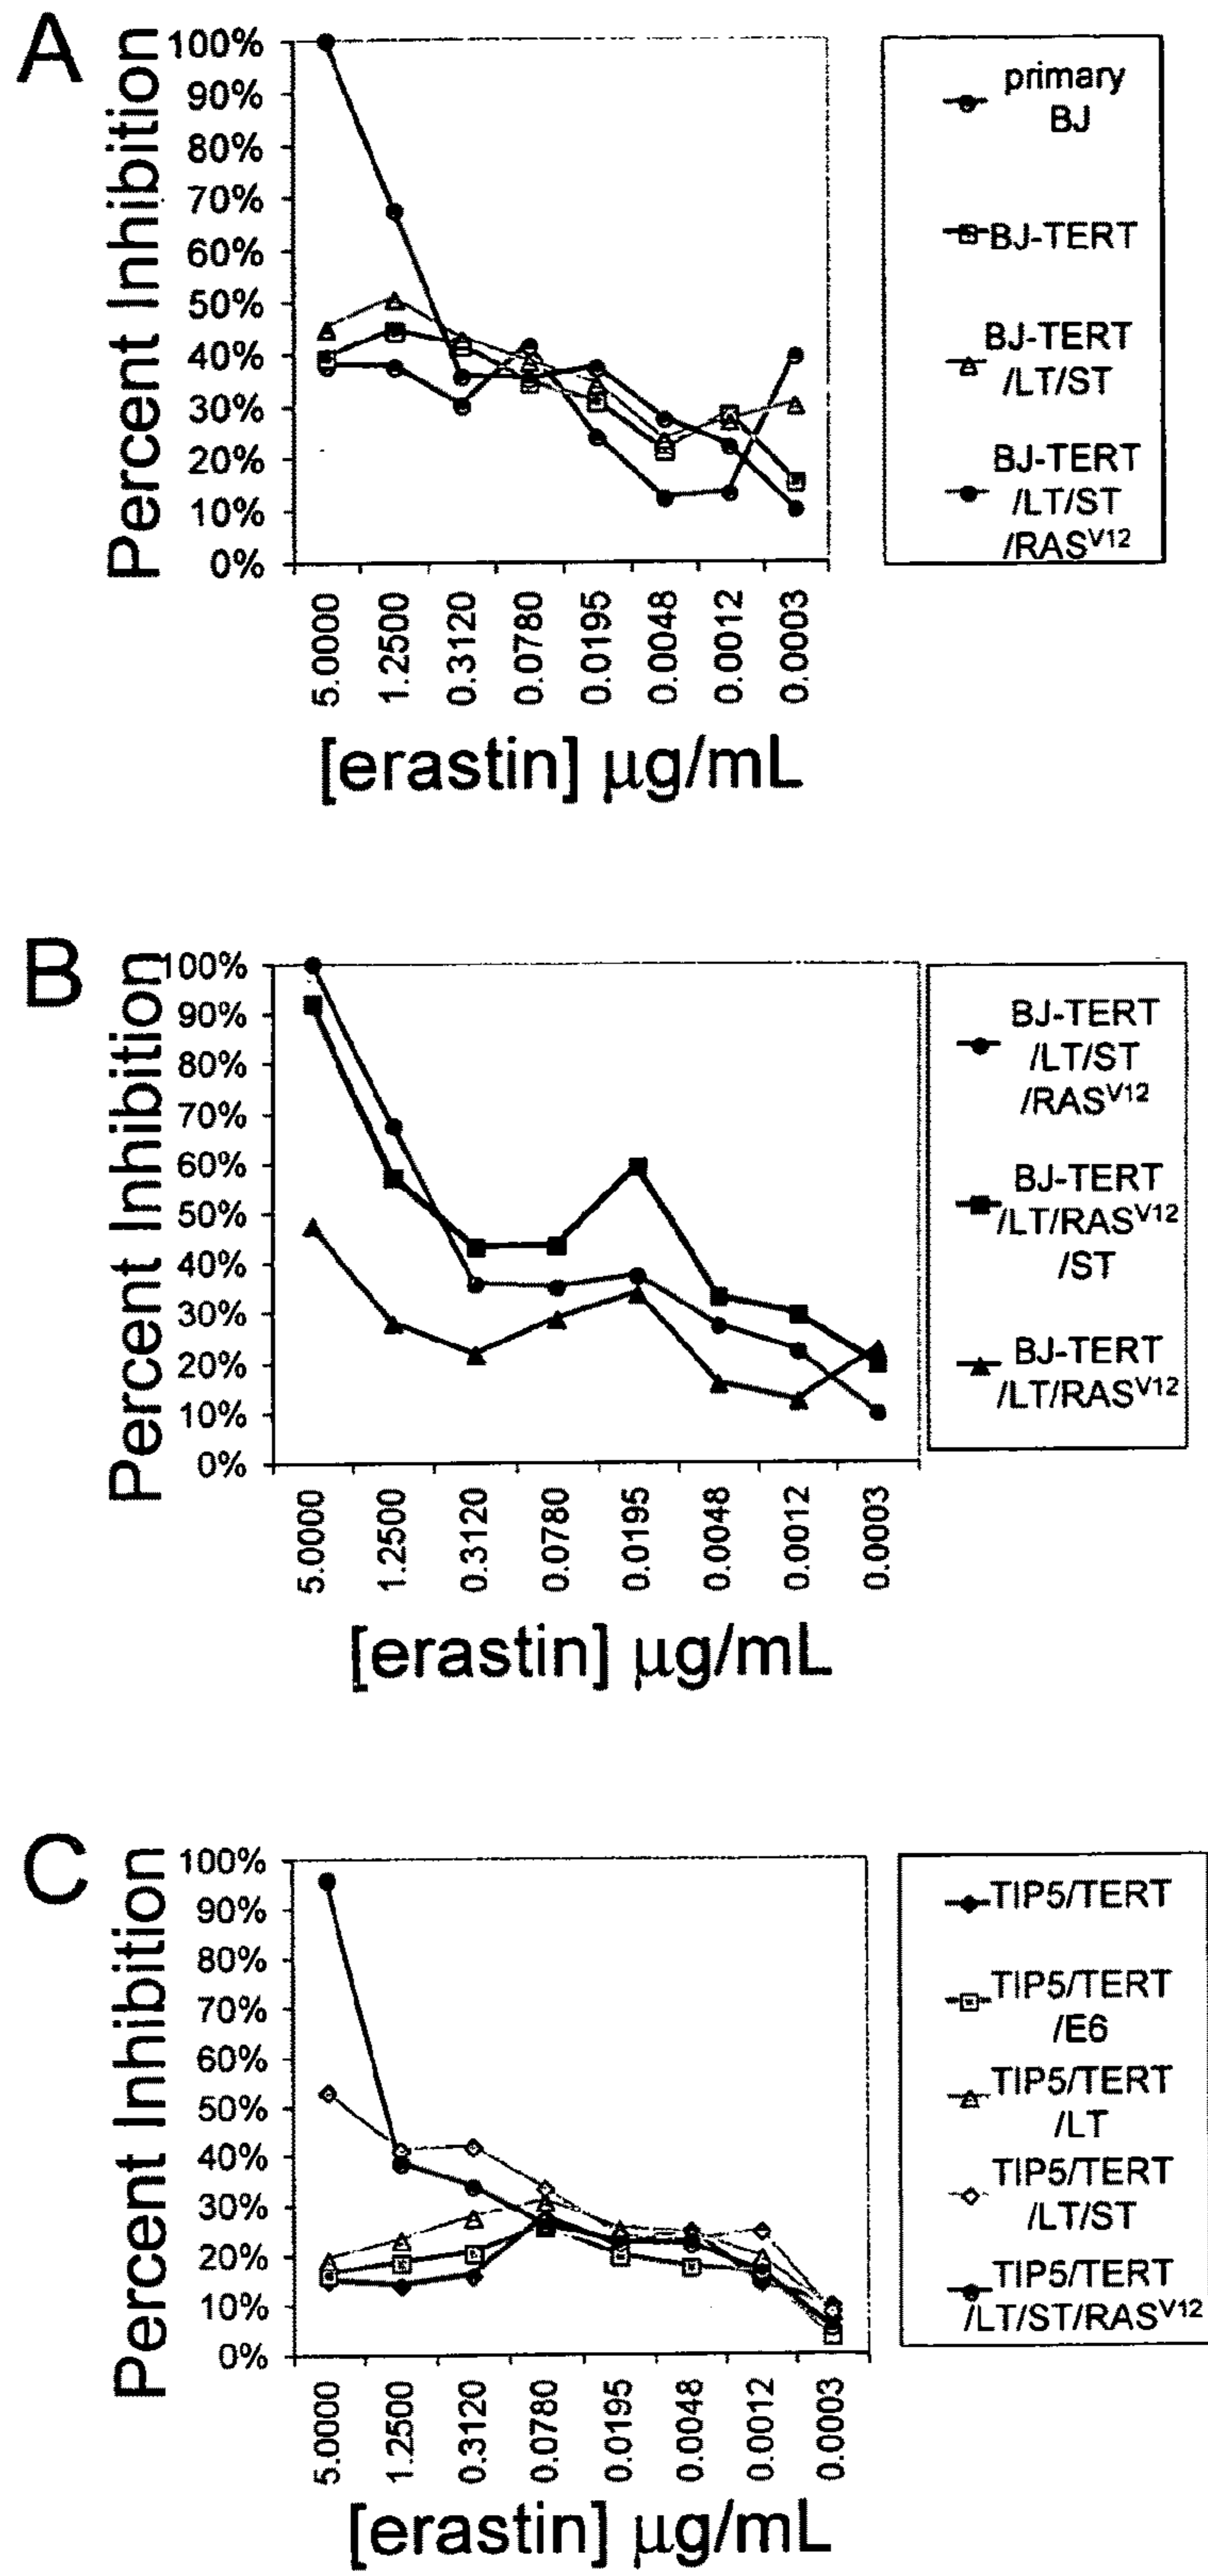 A
Percent Inhibition
100%
90%
80%
70%
60%
50%
40%
30%
20%
10%
0%
5.0000
1.2500
0.3120
0.0780
0.0195
0.0048
0.0012
0.0003
[erastin] μg/mL
primary
BJ
BJ-TERT
BJ-TERT
/LT/ST
BJ-TERT
/LT/ST
/RASV12
B
Percent Inhibition
100%
90%
80%
70%
60%
50%
40%
30%
20%
10%
0%
5.0000
1.2500
0.3120
0.0780
0.0195
0.0048
0.0012
0.0003
[erastin] μg/mL
BJ-TERT
/LT/ST
/RASV12
BJ-TERT
/LT/RASV12
/ST
BJ-TERT
/LT/RASV12
C
Percent Inhibition
100%
90%
80%
70%
60%
50%
40%
30%
20%
10%
0%
5.0000
1.2500
0.3120
0.0780
0.0195
0.0048
0.0012
0.0003
[erastin] μg/mL
TIP5/TERT
TIP5/TERT
/E6
TIP5/TERT
/LT
TIP5/TERT
/LT/ST
TIP5/TERT
/LT/ST/RASV12